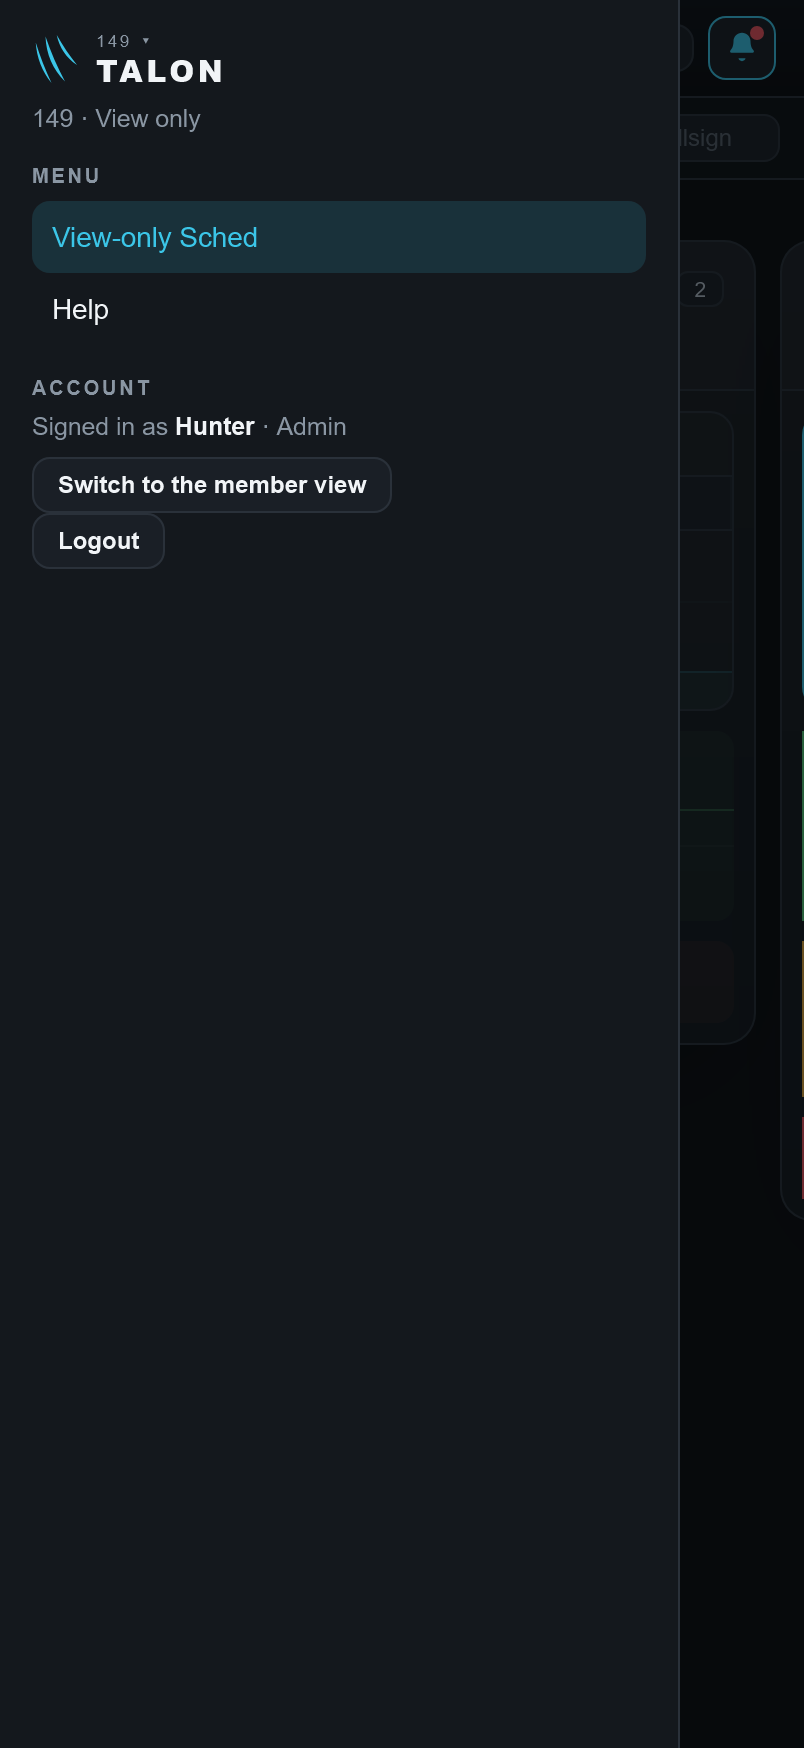 149 ▾
TALON
149 · View only
MENU
View-only Sched
Help
ACCOUNT
Signed in as Hunter · Admin
Switch to the member view
Logout
llsign
2